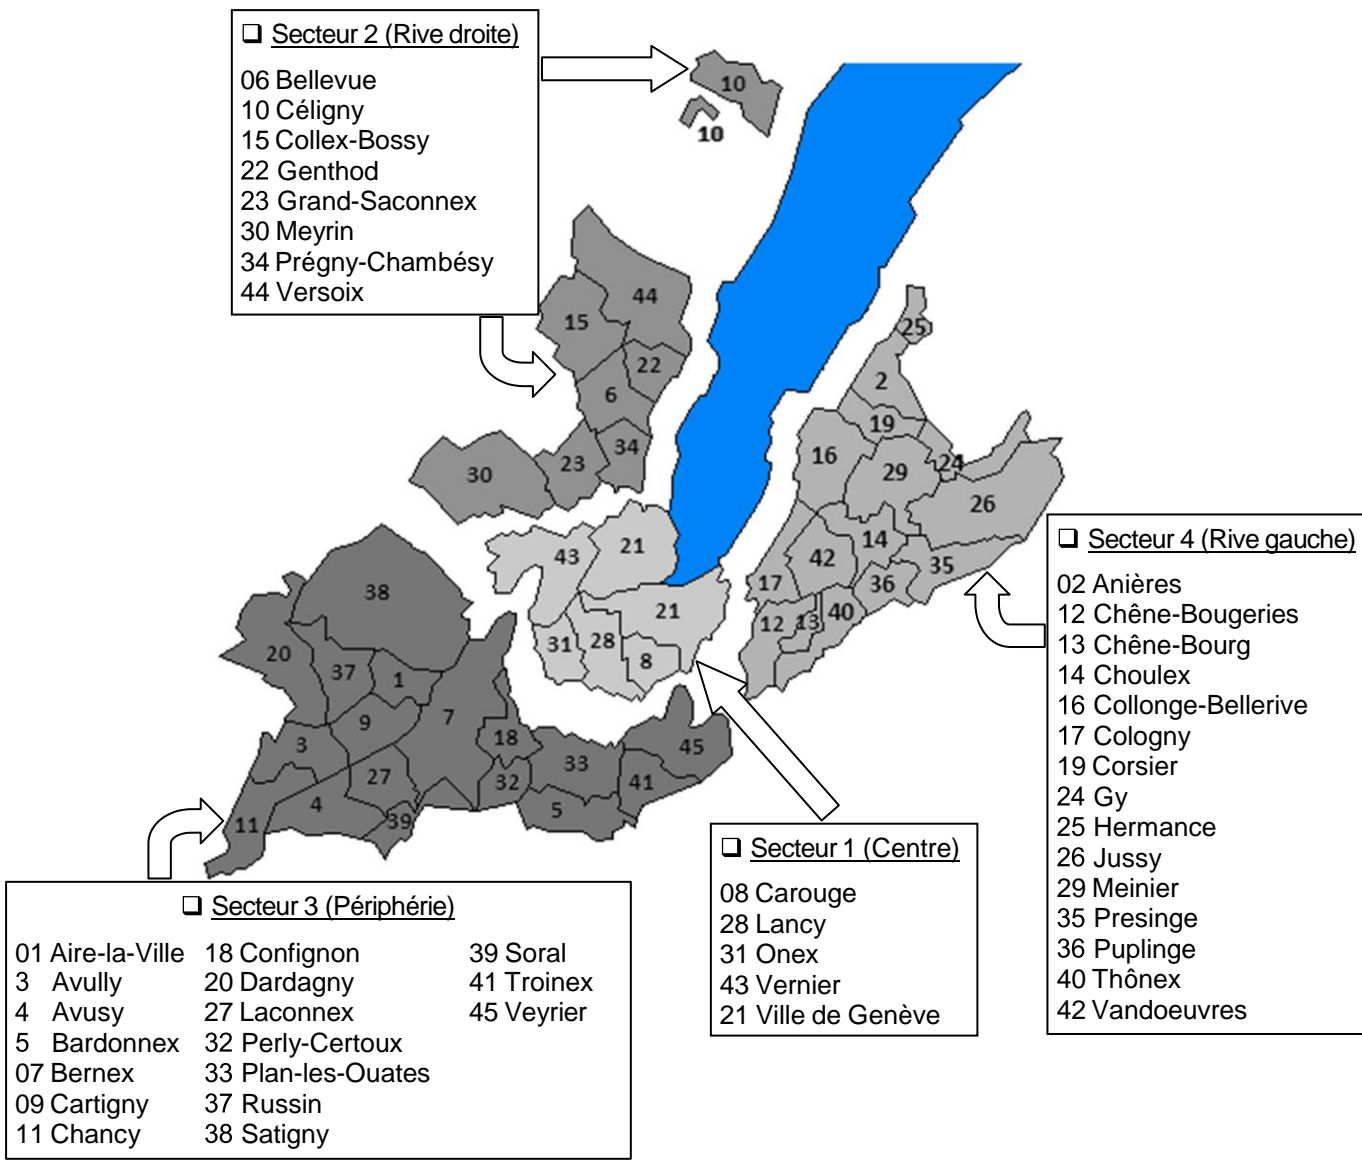 ❑ Secteur 2 (Rive droite)
06 Bellevue
10 Céligny
15 Collex-Bossy
22 Genthod
23 Grand-Saconnex
30 Meyrin
34 Prégny-Chambésy
44 Versoix
10
10
44
15
22
6
34
23
30
25
2
19
16
29
24
26
14
42
35
36
17
40
13
12
43
21
21
31
28
8
38
20
37
1
9
7
3
18
45
33
27
32
41
4
5
39
11
❑ Secteur 4 (Rive gauche)
02 Anières
12 Chêne-Bougeries
13 Chêne-Bourg
14 Choulex
16 Collonge-Bellerive
17 Cologny
19 Corsier
24 Gy
25 Hermance
26 Jussy
29 Meinier
35 Presinge
36 Puplinge
40 Thônex
42 Vandoeuvres
❑ Secteur 1 (Centre)
08 Carouge
28 Lancy
31 Onex
43 Vernier
21 Ville de Genève
❑ Secteur 3 (Périphérie)
01 Aire-la-Ville 18 Confignon 39 Soral
3 Avully 20 Dardagny 41 Troinex
4 Avusy 27 Laconnex 45 Veyrier
5 Bardonnex 32 Perly-Certoux
07 Bernex 33 Plan-les-Ouates
09 Cartigny 37 Russin
11 Chancy 38 Satigny